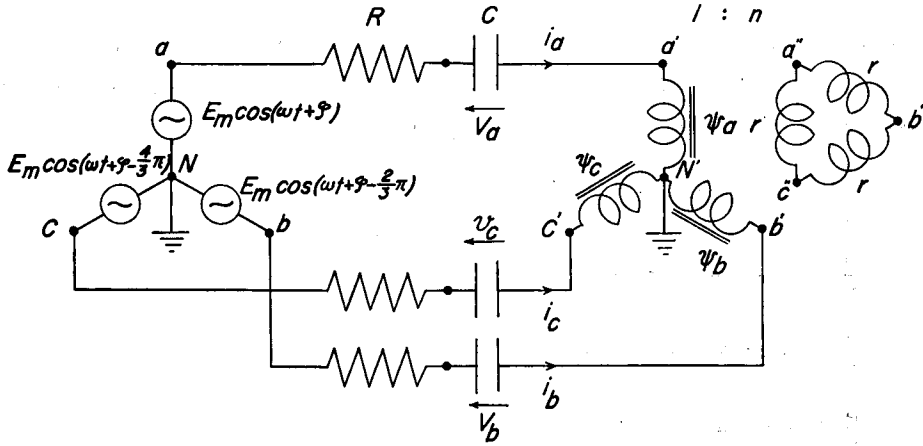 R C 1 : n
a i_a a' a" r
E_m cos(ωt+φ) V_a ψ_a r b"
E_m cos(ωt+φ-4/3π) N ψ_c N'
E_m cos(ωt+φ-2/3π) c" r
c b v_c c' b'
ψ_b
i_c
i_b
V_b